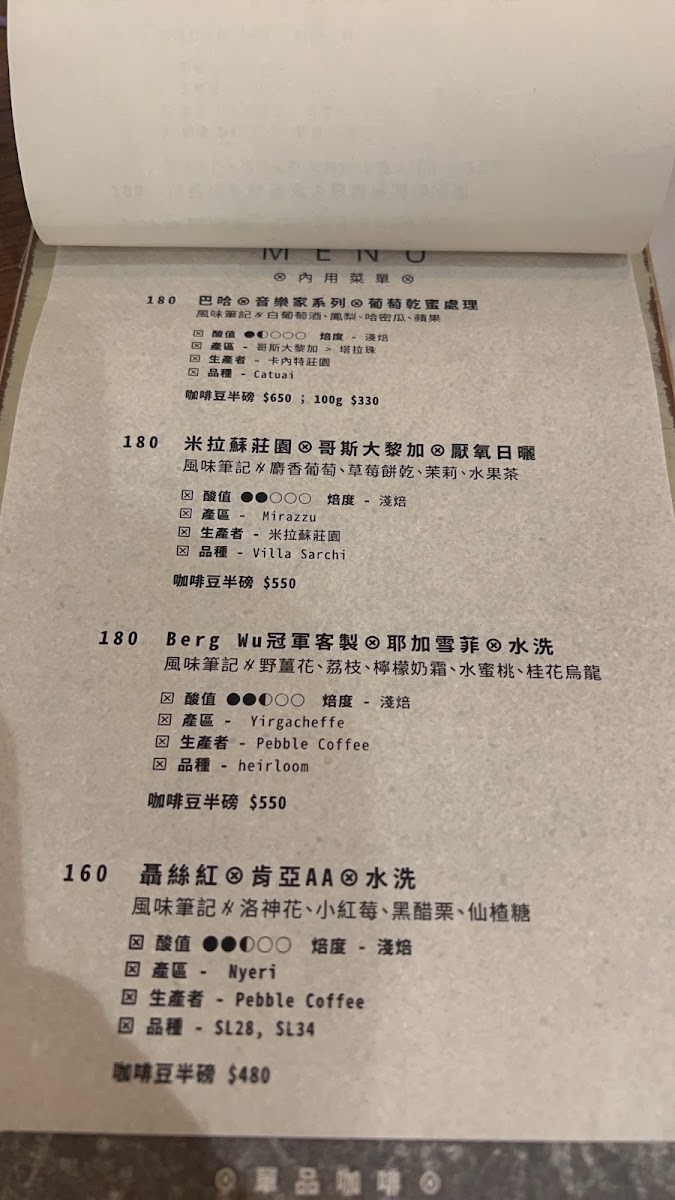 MENU
⊗ 內用菜單 ⊗
180 巴哈⊗音樂家系列⊗葡萄乾蜜處理
風味筆記〃白葡萄酒、鳳梨、哈密瓜、蘋果
☒ 酸值 ●◐○○○ 焙度 - 淺焙
☒ 產區 - 哥斯大黎加 > 塔拉珠
☒ 生產者 - 卡內特莊園
☒ 品種 - Catuai
咖啡豆半磅 $650 ; 100g $330
180 米拉蘇莊園⊗哥斯大黎加⊗厭氧日曬
風味筆記〃麝香葡萄、草莓餅乾、茉莉、水果茶
☒ 酸值 ●●○○○ 焙度 - 淺焙
☒ 產區 - Mirazzu
☒ 生產者 - 米拉蘇莊園
☒ 品種 - Villa Sarchi
咖啡豆半磅 $550
180 Berg Wu冠軍客製⊗耶加雪菲⊗水洗
風味筆記〃野薑花、荔枝、檸檬奶霜、水蜜桃、桂花烏龍
☒ 酸值 ●●◐○○ 焙度 - 淺焙
☒ 產區 - Yirgacheffe
☒ 生產者 - Pebble Coffee
☒ 品種 - heirloom
咖啡豆半磅 $550
160 聶絲紅⊗肯亞AA⊗水洗
風味筆記〃洛神花、小紅莓、黑醋栗、仙楂糖
☒ 酸值 ●●◐○○ 焙度 - 淺焙
☒ 產區 - Nyeri
☒ 生產者 - Pebble Coffee
☒ 品種 - SL28, SL34
咖啡豆半磅 $480
⊗ 單品咖啡 ⊗